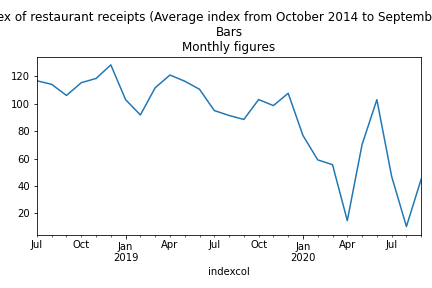 ex of restaurant receipts (Average index from October 2014 to Septemb
Bars
Monthly figures
120
100
80
60
40
20
Jul
Oct
Jan
2019
Apr
Jul
Oct
Jan
2020
Apr
Jul
indexcol